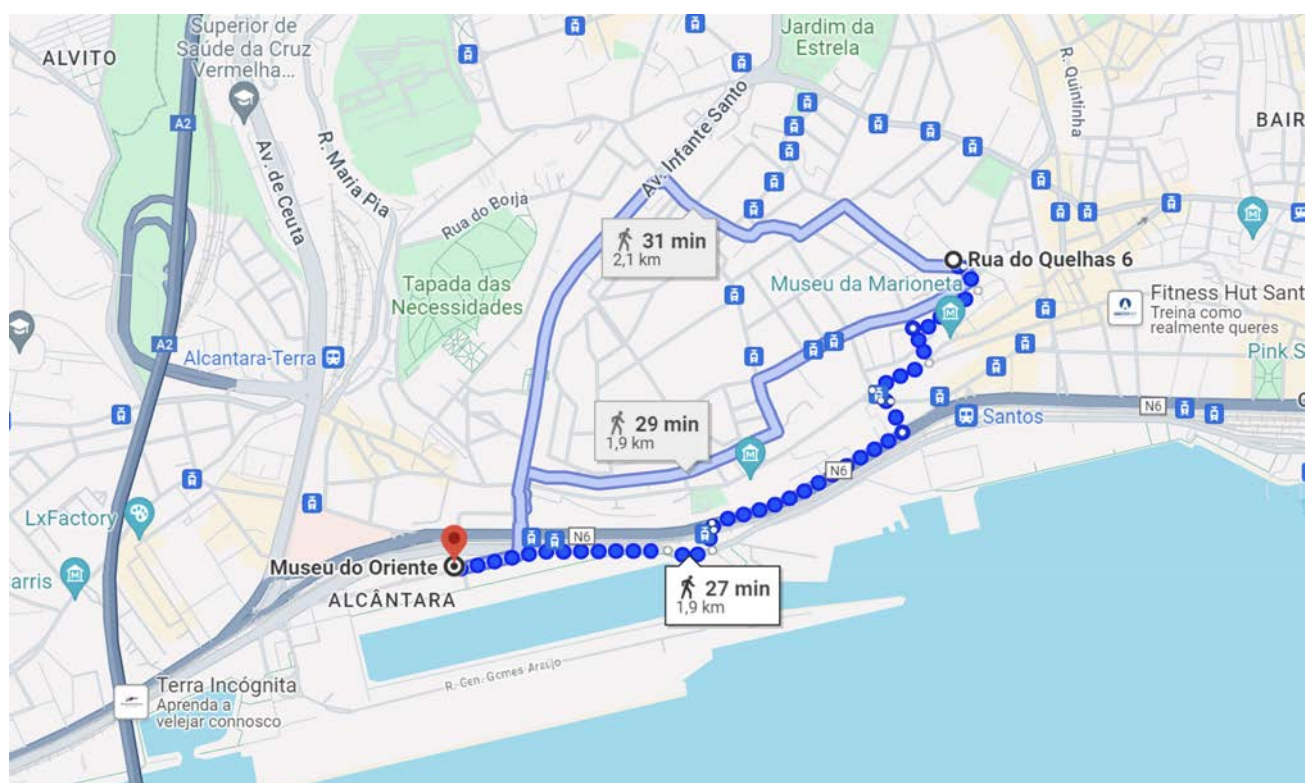 Superior de
Saúde da Cruz
Vermelha...
Jardim da
Estrela
ALVITO
R. Quintinha
BAIR
A2
Av. Infante Santo
R. Maria Pia
Av. de Ceuta
Rua do Borja
31 min
2,1 km
Rua do Quelhas 6
Museu da Marioneta
Tapada das
Necessidades
Fitness Hut Sant
Treina como
realmente queres
A2
Alcantara-Terra
Pink S
29 min
1,9 km
Santos
N6
G
N6
LxFactory
N6
Museu do Oriente
arris
ALCÂNTARA
27 min
1,9 km
R. Gen. Gomes Araújo
Terra Incógnita
Aprenda a
velejar connosco